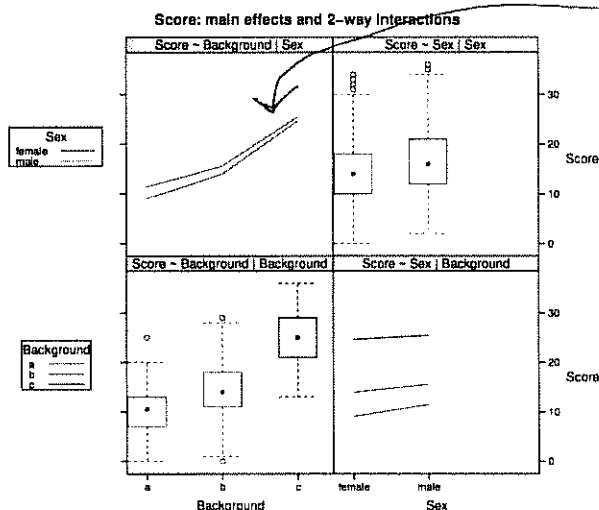 Score: main effects and 2-way interactions
Score ~ Background | Sex
Score ~ Sex | Sex
Sex
female
male
30
20
10
0
Score
Score ~ Background | Background
Score ~ Sex | Background
Background
a
b
c
30
20
10
0
Score
a
b
c
female
male
Background
Sex